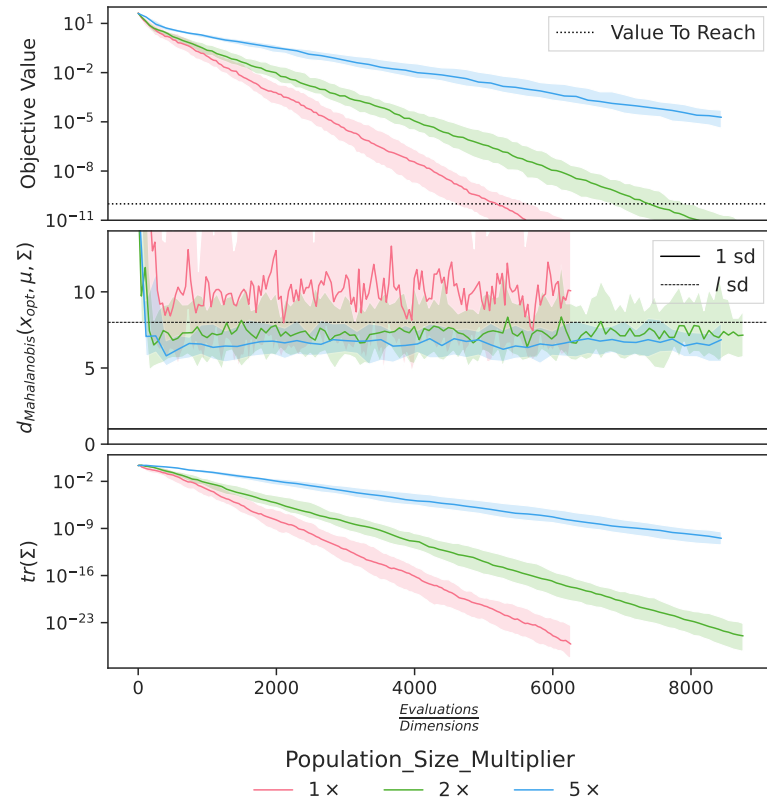 10¹
10⁻²
10⁻⁵
10⁻⁸
10⁻¹¹
Objective Value
Value To Reach
10
5
0
d_Mahalanobis(x_opt, μ, Σ)
1 sd
l sd
10⁻²
10⁻⁹
10⁻¹⁶
10⁻²³
tr(Σ)
0 2000 4000 6000 8000
Evaluations
Dimensions
Population_Size_Multiplier
1 × 2 × 5 ×